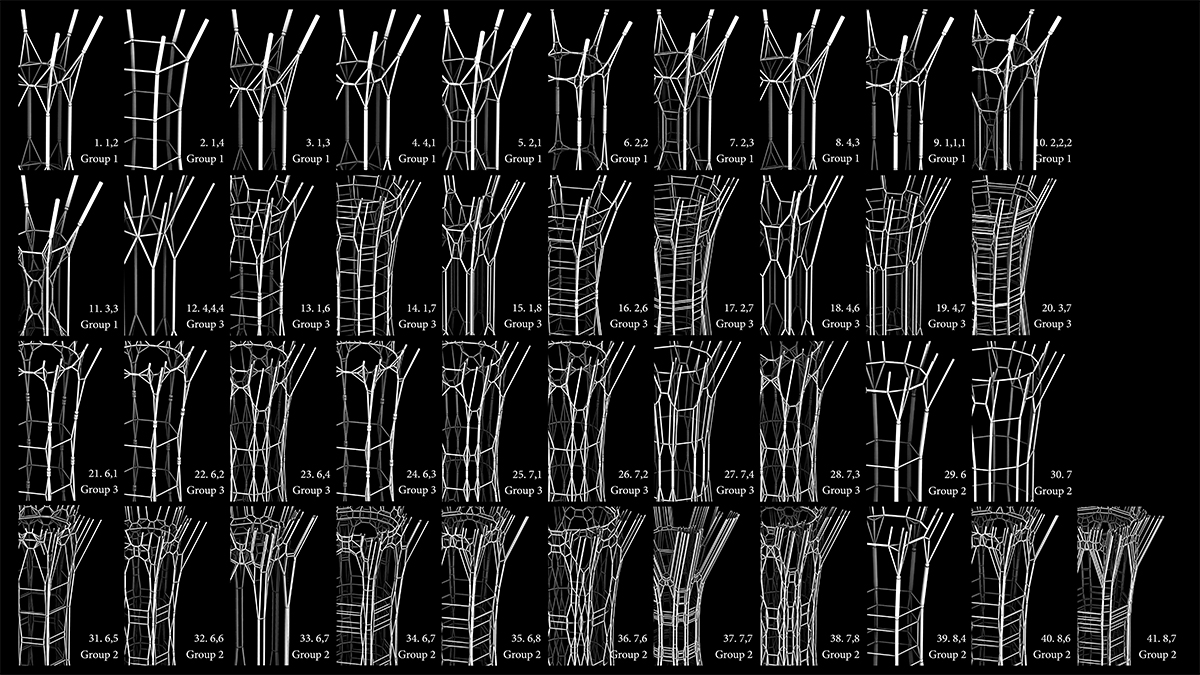 1. 1,2
Group 1
2. 1,4
Group 1
3. 1,3
Group 1
4. 4,1
Group 1
5. 2,1
Group 1
6. 2,2
Group 1
7. 2,3
Group 1
8. 4,3
Group 1
9. 1,1,1
Group 1
10. 2,2,2
Group 1
11. 3,3
Group 1
12. 4,4,4
Group 3
13. 1,6
Group 3
14. 1,7
Group 3
15. 1,8
Group 3
16. 2,6
Group 3
17. 2,7
Group 3
18. 4,6
Group 3
19. 4,7
Group 3
20. 3,7
Group 3
21. 6,1
Group 3
22. 6,2
Group 3
23. 6,4
Group 3
24. 6,3
Group 3
25. 7,1
Group 3
26. 7,2
Group 3
27. 7,4
Group 3
28. 7,3
Group 3
29. 6
Group 2
30. 7
Group 2
31. 6,5
Group 2
32. 6,6
Group 2
33. 6,7
Group 2
34. 6,7
Group 2
35. 6,8
Group 2
36. 7,6
Group 2
37. 7,7
Group 2
38. 7,8
Group 2
39. 8,4
Group 2
40. 8,6
Group 2
41. 8,7
Group 2